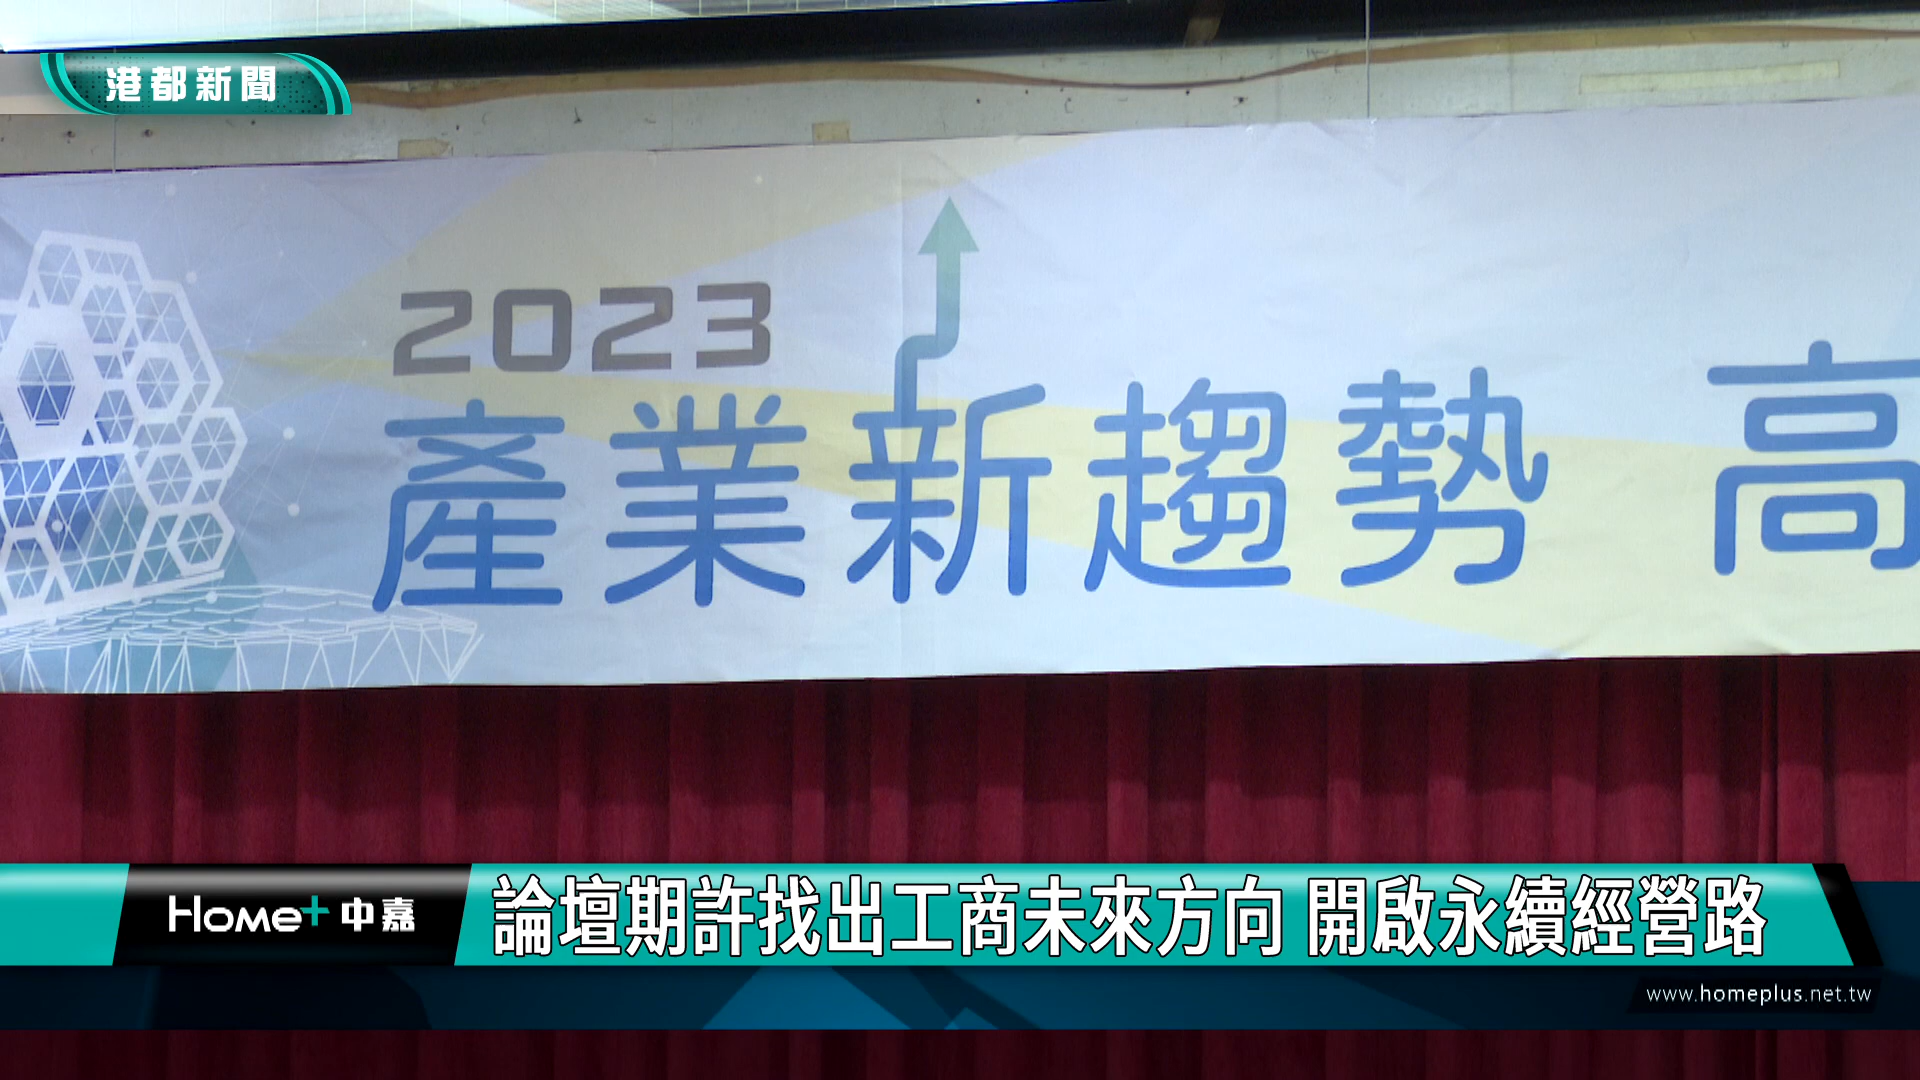 港都新聞
2023
產業新趨勢 高
Home+ 中嘉
論壇期許找出工商未來方向 開啟永續經營路
www.homeplus.net.tw